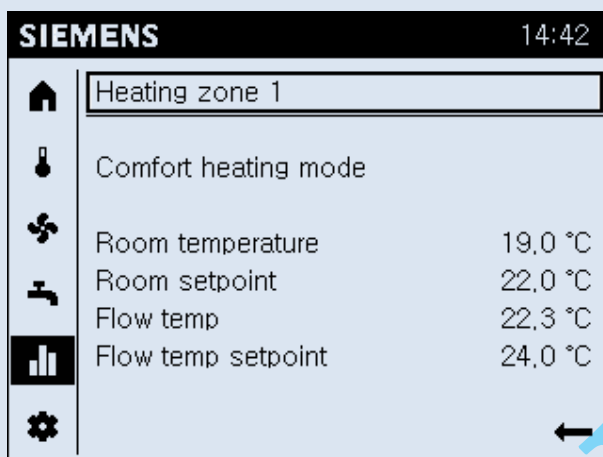 SIEMENS 14:42
Heating zone 1
Comfort heating mode
Room temperature 19,0 °C
Room setpoint 22,0 °C
Flow temp 22,3 °C
Flow temp setpoint 24,0 °C